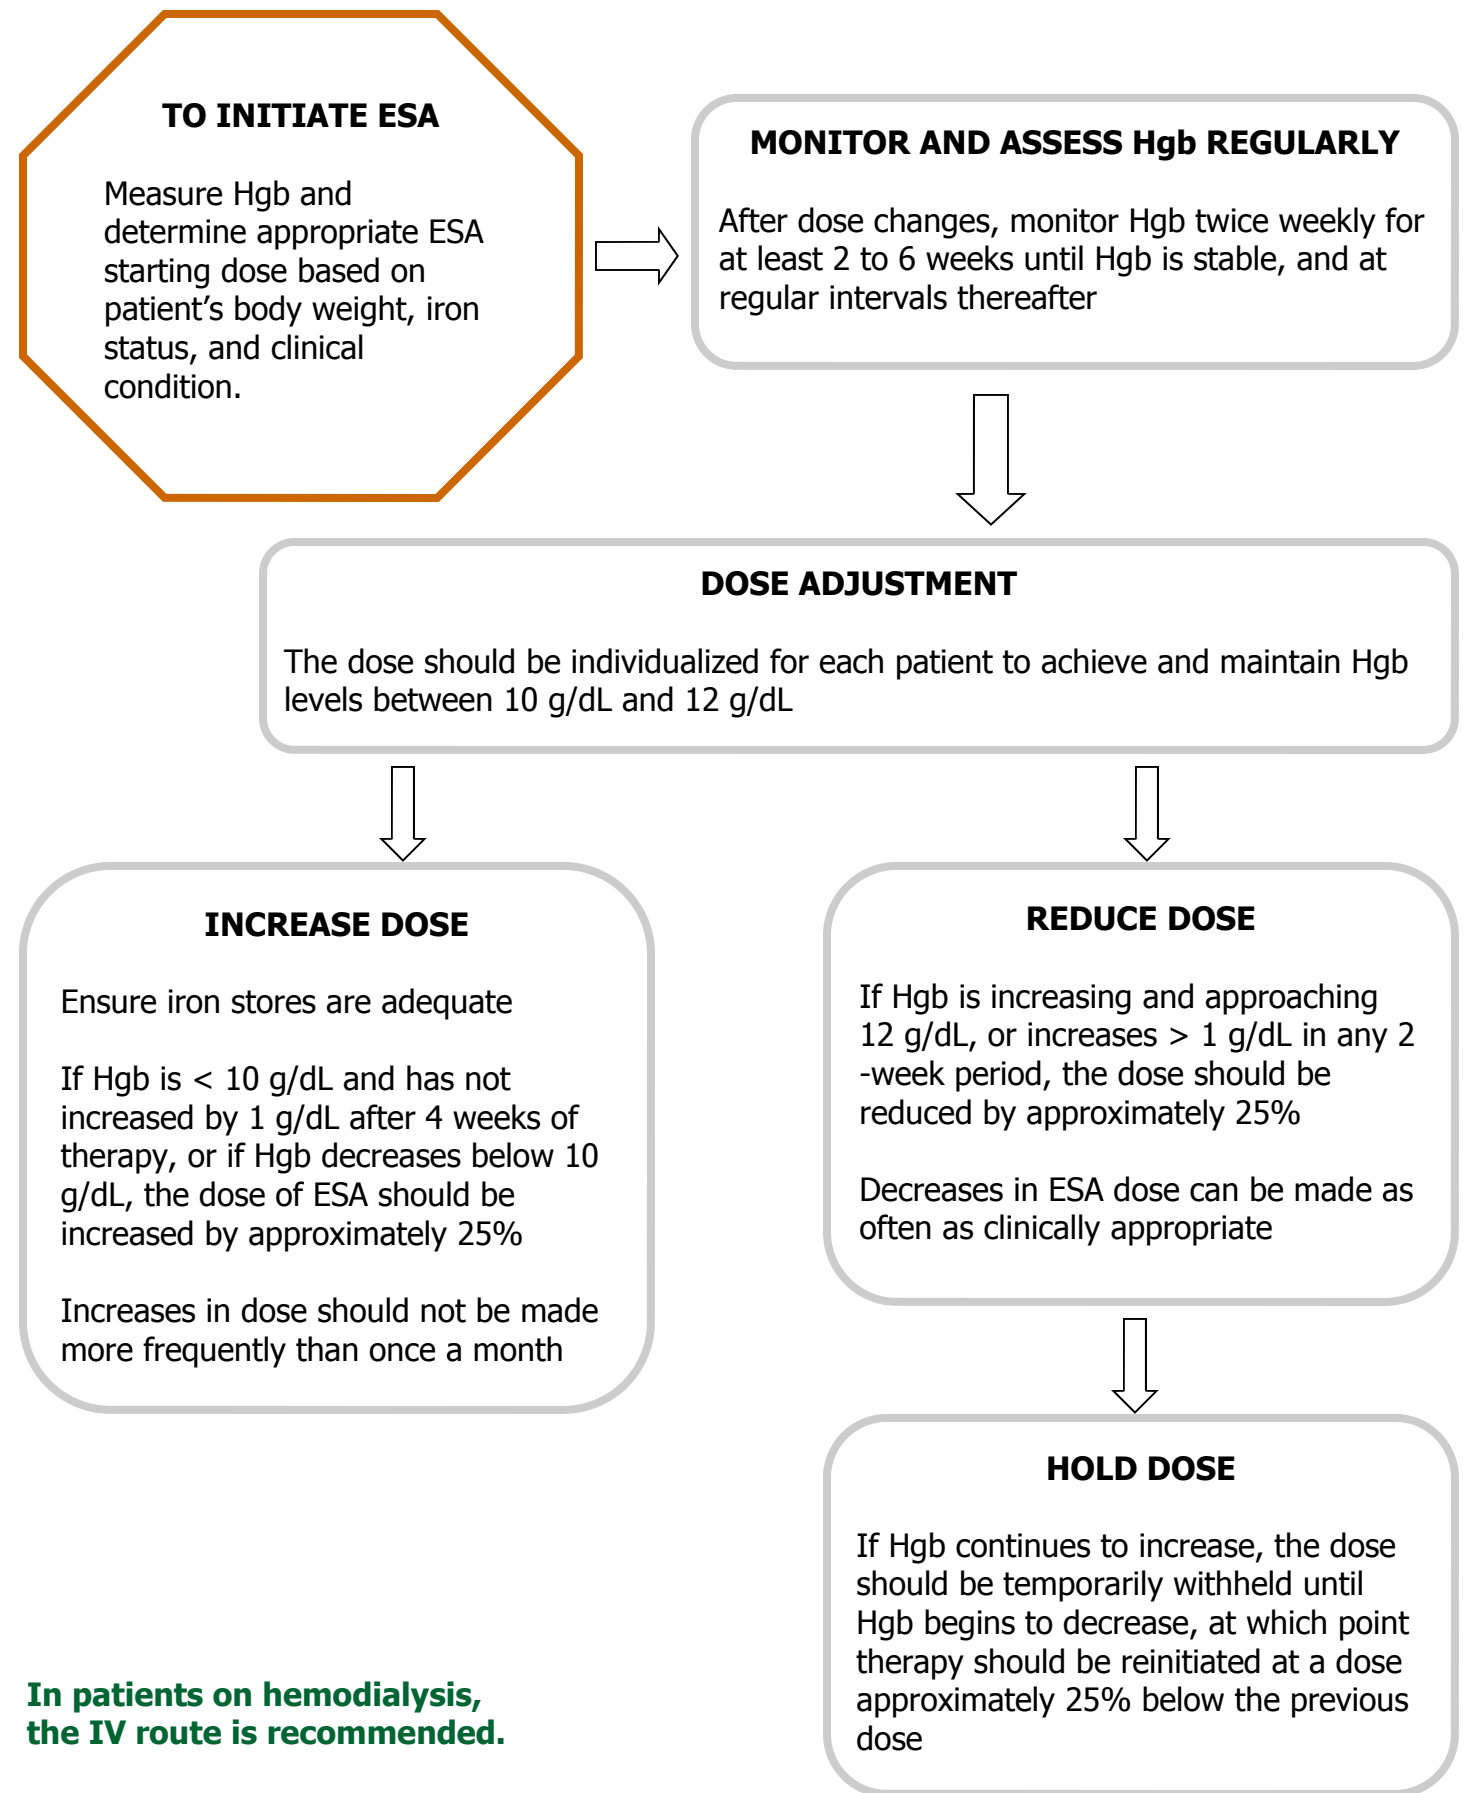 TO INITIATE ESA
Measure Hgb and
determine appropriate ESA
starting dose based on
patient’s body weight, iron
status, and clinical
condition.
MONITOR AND ASSESS Hgb REGULARLY
After dose changes, monitor Hgb twice weekly for
at least 2 to 6 weeks until Hgb is stable, and at
regular intervals thereafter
DOSE ADJUSTMENT
The dose should be individualized for each patient to achieve and maintain Hgb
levels between 10 g/dL and 12 g/dL
INCREASE DOSE
Ensure iron stores are adequate
If Hgb is < 10 g/dL and has not
increased by 1 g/dL after 4 weeks of
therapy, or if Hgb decreases below 10
g/dL, the dose of ESA should be
increased by approximately 25%
Increases in dose should not be made
more frequently than once a month
REDUCE DOSE
If Hgb is increasing and approaching
12 g/dL, or increases > 1 g/dL in any 2
-week period, the dose should be
reduced by approximately 25%
Decreases in ESA dose can be made as
often as clinically appropriate
HOLD DOSE
If Hgb continues to increase, the dose
should be temporarily withheld until
Hgb begins to decrease, at which point
therapy should be reinitiated at a dose
approximately 25% below the previous
dose
In patients on hemodialysis,
the IV route is recommended.